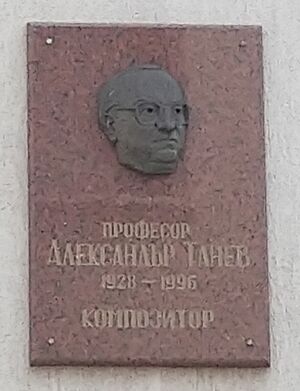 ПРОФЕСОР
АЛЕКСАНДЪР ТАНЕВ
1928 – 1996
КОМПОЗИТОР